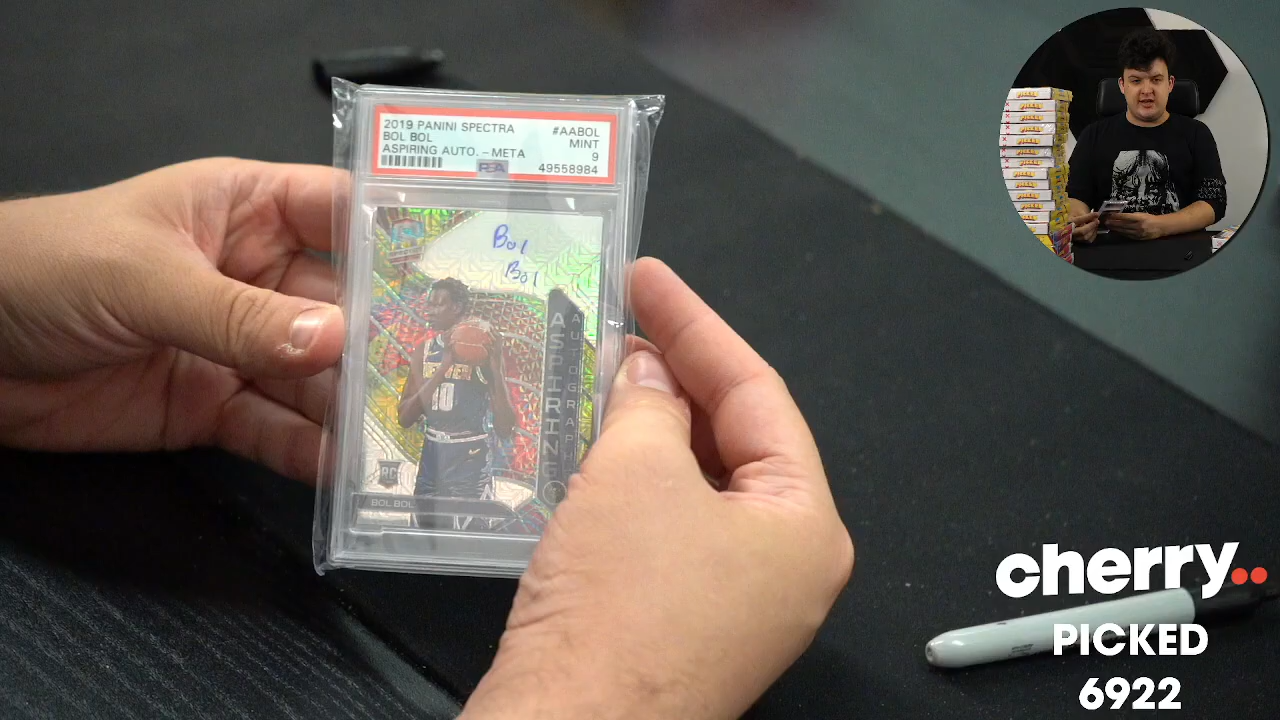 2019 PANINI SPECTRA #AABOL
BOL BOL MINT
ASPIRING AUTO. - META 9
PSA 49558984
Bol
Bol
ASPIRING
AUTOGRAPH
10
RC
BOL BOL
cherry..
PICKED
6922